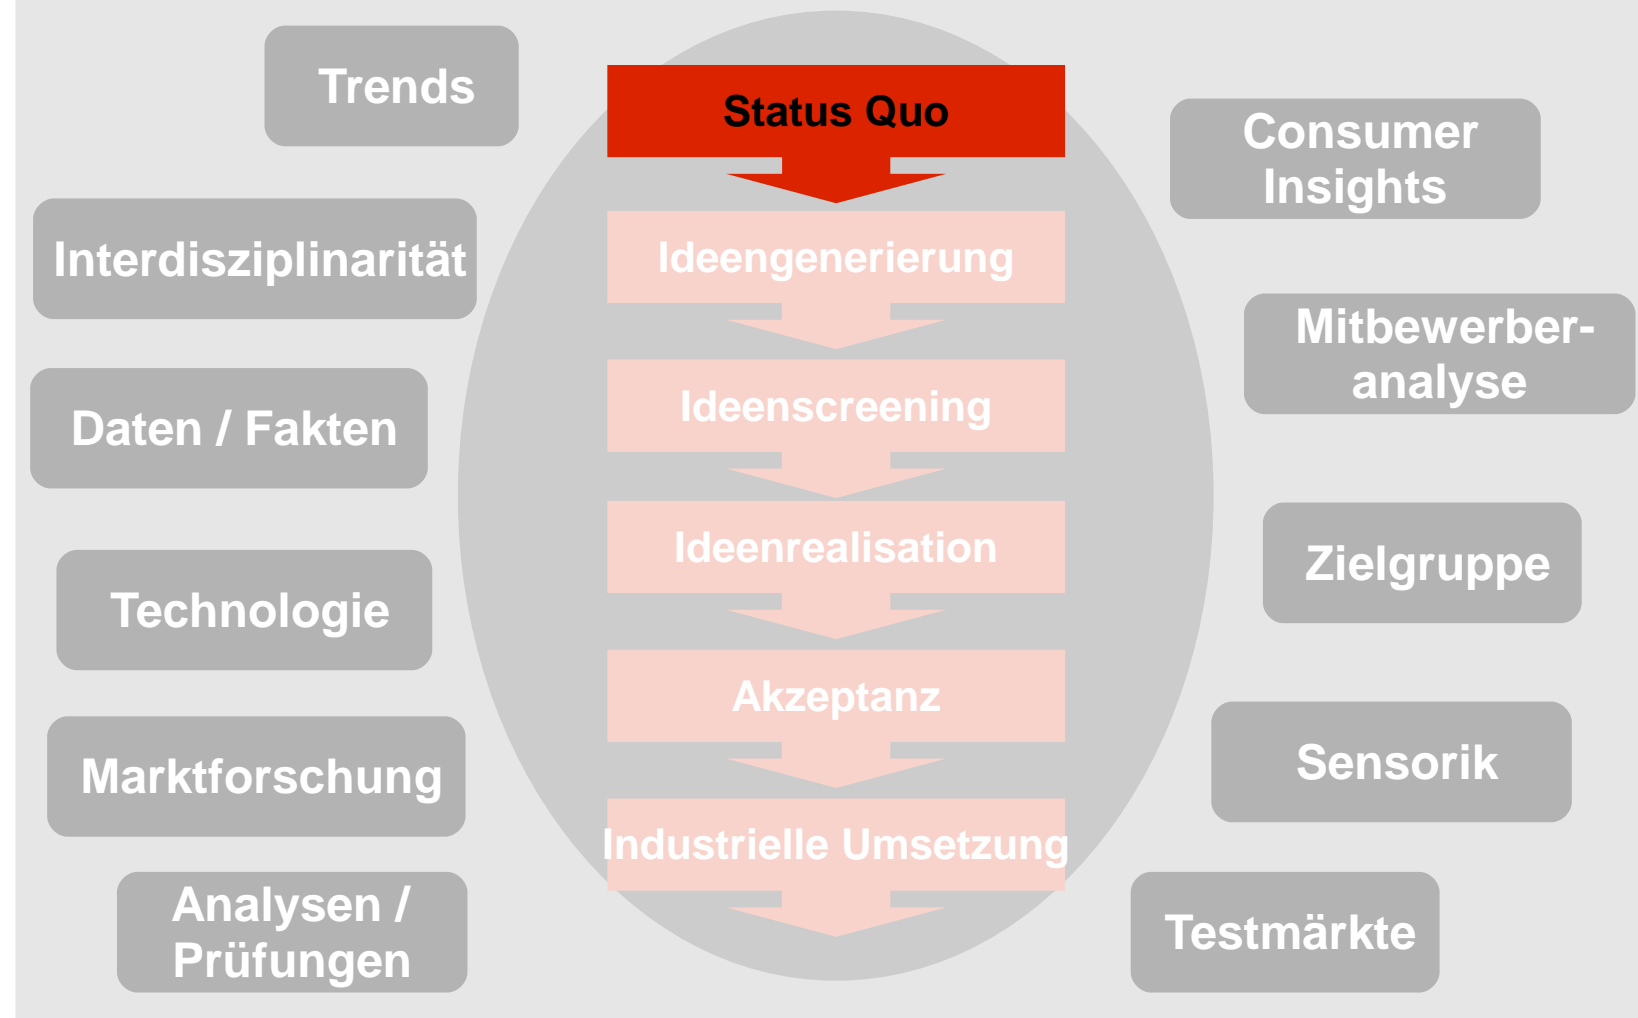 Trends
Status Quo
Consumer
Insights
Interdisziplinarität
Ideengenerierung
Mitbewerber-
analyse
Daten / Fakten
Ideenscreening
Ideenrealisation
Zielgruppe
Technologie
Akzeptanz
Marktforschung
Sensorik
Industrielle Umsetzung
Analysen /
Prüfungen
Testmärkte